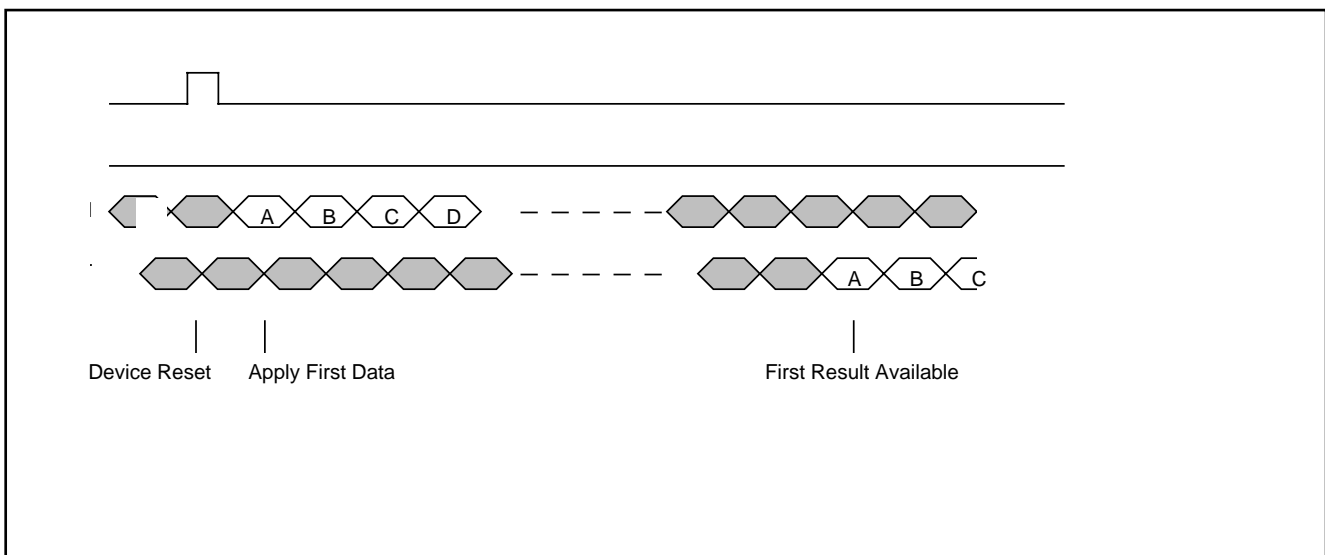 A B C D
A B C
Device Reset Apply First Data First Result Available